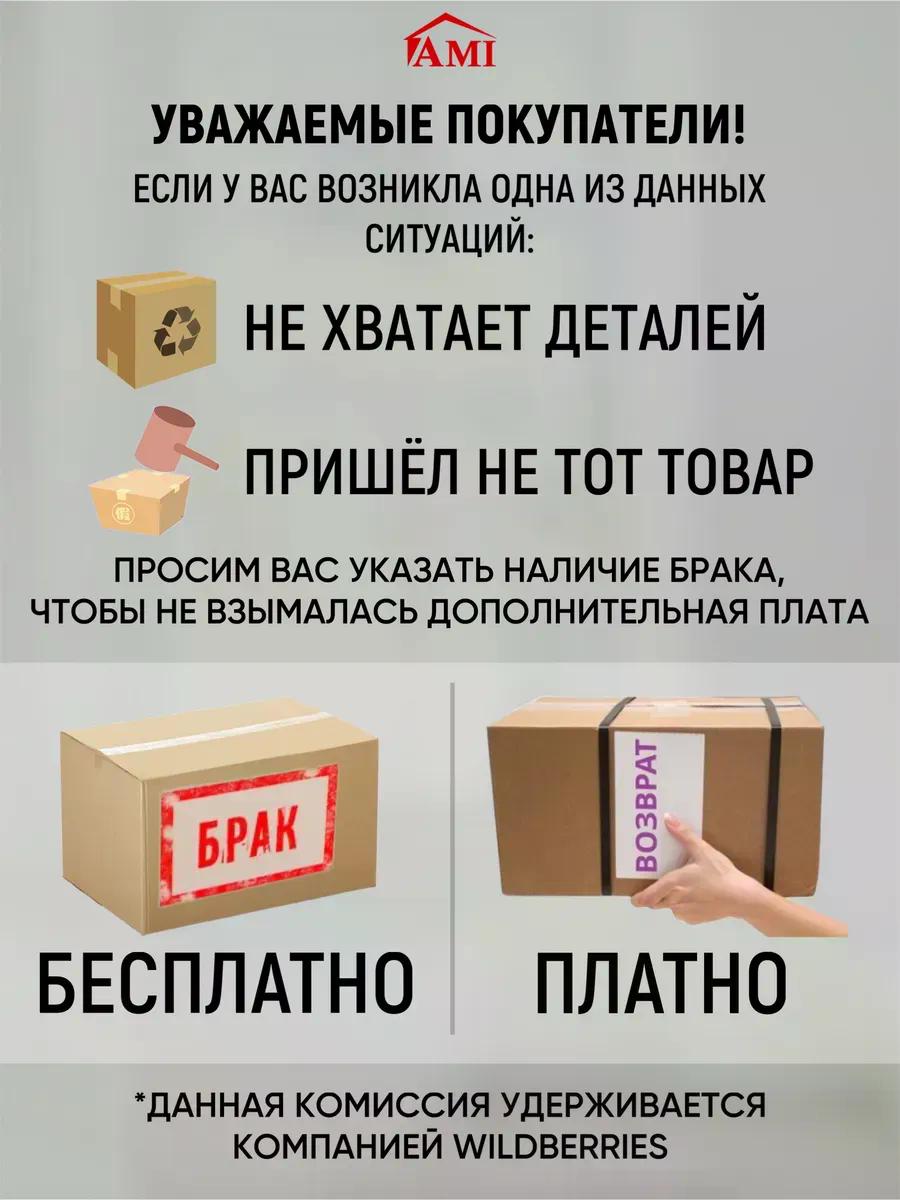 AMI
УВАЖАЕМЫЕ ПОКУПАТЕЛИ!
ЕСЛИ У ВАС ВОЗНИКЛА ОДНА ИЗ ДАННЫХ
СИТУАЦИЙ:
НЕ ХВАТАЕТ ДЕТАЛЕЙ
ПРИШЁЛ НЕ ТОТ ТОВАР
假
ПРОСИМ ВАС УКАЗАТЬ НАЛИЧИЕ БРАКА,
ЧТОБЫ НЕ ВЗЫМАЛАСЬ ДОПОЛНИТЕЛЬНАЯ ПЛАТА
БРАК
ВОЗВРАТ
БЕСПЛАТНО
ПЛАТНО
*ДАННАЯ КОМИССИЯ УДЕРЖИВАЕТСЯ
КОМПАНИЕЙ WILDBERRIES